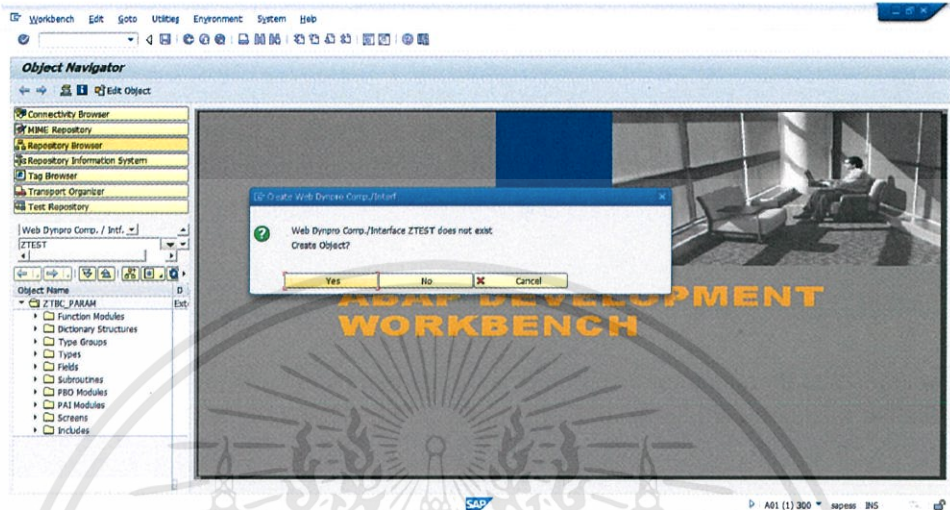 Workbench Edit Goto Utilities Environment System Help
Object Navigator
Edit Object
Connectivity Browser
MIME Repository
Repository Browser
Repository Information System
Tag Browser
Transport Organizer
Test Repository
Web Dynpro Comp. / Intf.
ZTEST
Object Name D
ZTBC_PARAM Ext
Function Modules
Dictionary Structures
Type Groups
Types
Fields
Subroutines
PBO Modules
PAI Modules
Screens
Includes
Create Web Dynpro Comp./Interf
Web Dynpro Comp./Interface ZTEST does not exist
Create Object?
Yes No Cancel
ABAP DEVELOPMENT
WORKBENCH
SAP
A01 (1) 300 sapess INS